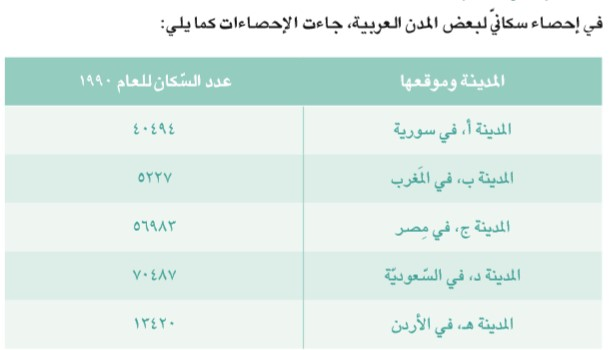 في إحصاء سكانيّ لبعض المدن العربية، جاءت الإحصاءات كما يلي:
المدينة وموقعها عدد السّكان للعام ١٩٩٠
المدينة أ، في سورية ٤٠٤٩٤
المدينة ب، في المَغرب ٥٢٢٧
المدينة ج، في مِصر ٥٦٩٨٣
المدينة د، في السّعوديّة ٧٠٤٨٧
المدينة هـ، في الأردن ١٣٤٢٠